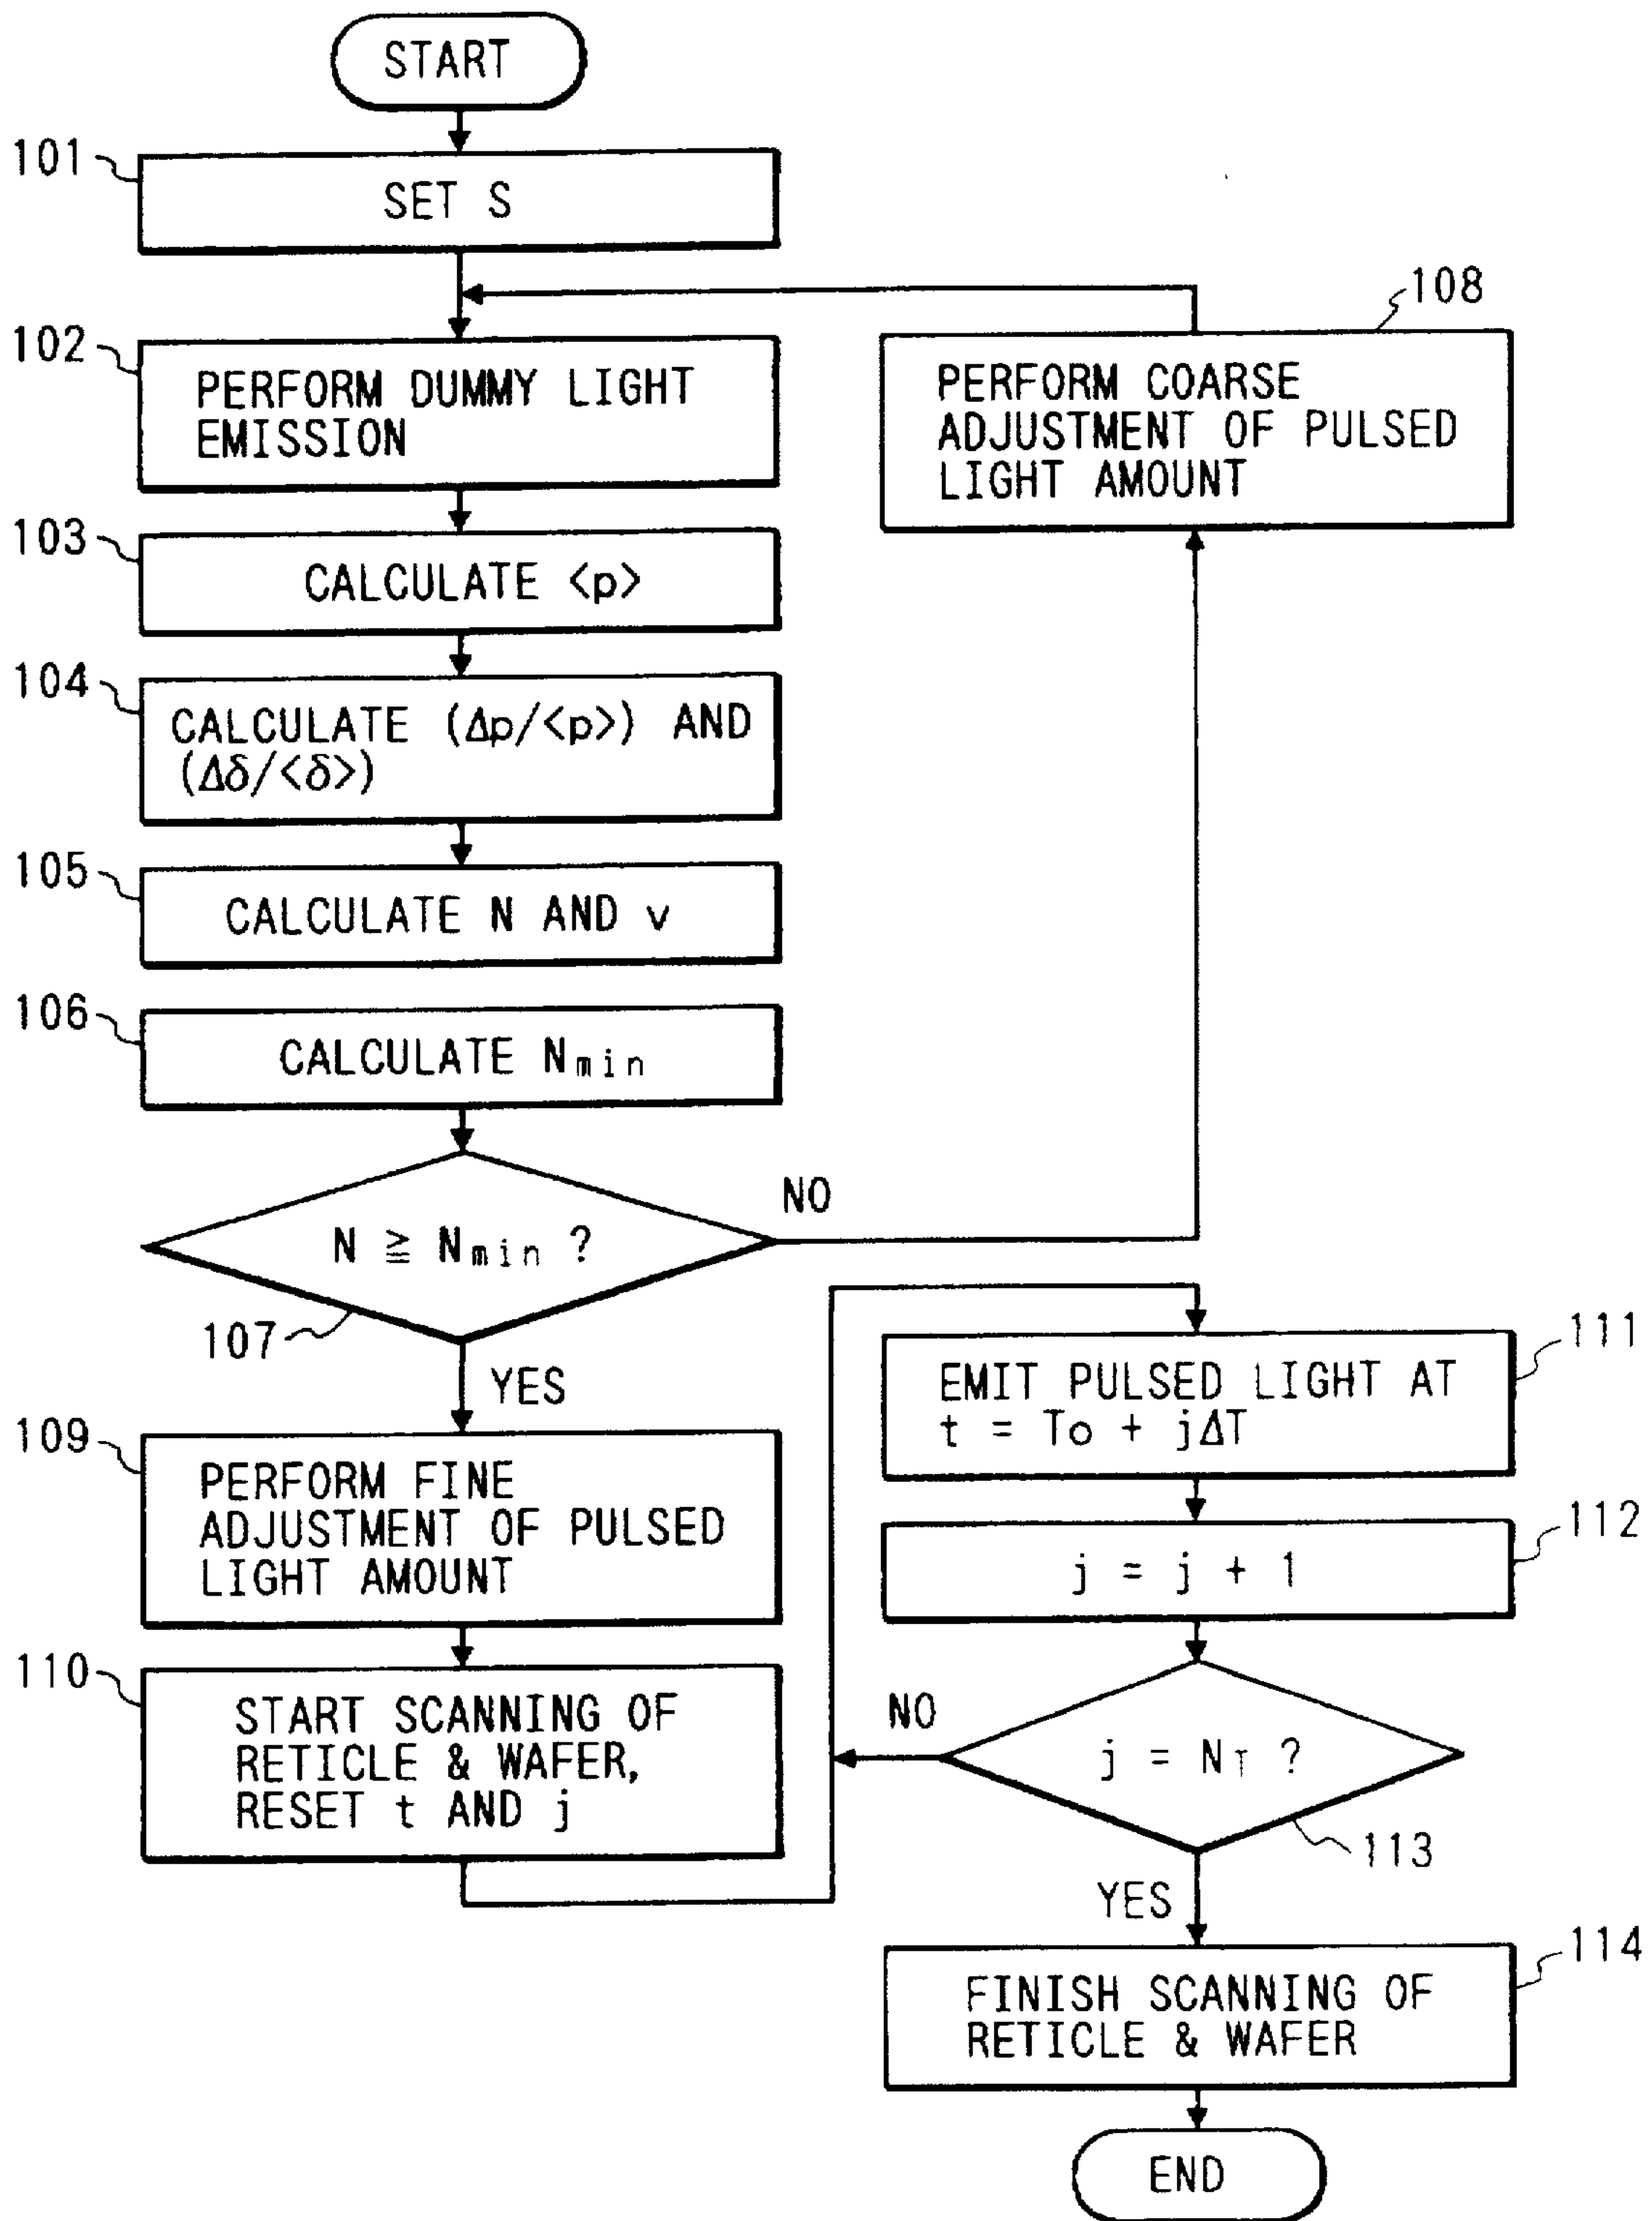 START
101
SET S
102
PERFORM DUMMY LIGHT
EMISSION
103
CALCULATE <p>
104
CALCULATE (Δp/<p>) AND
(Δδ/<δ>)
105
CALCULATE N AND v
106
CALCULATE Nmin
N ≧ Nmin ?
107
NO
YES
108
PERFORM COARSE
ADJUSTMENT OF PULSED
LIGHT AMOUNT
109
PERFORM FINE
ADJUSTMENT OF PULSED
LIGHT AMOUNT
110
START SCANNING OF
RETICLE & WAFER,
RESET t AND j
111
EMIT PULSED LIGHT AT
t = To + jΔT
112
j = j + 1
NO
j = NT ?
113
YES
114
FINISH SCANNING OF
RETICLE & WAFER
END